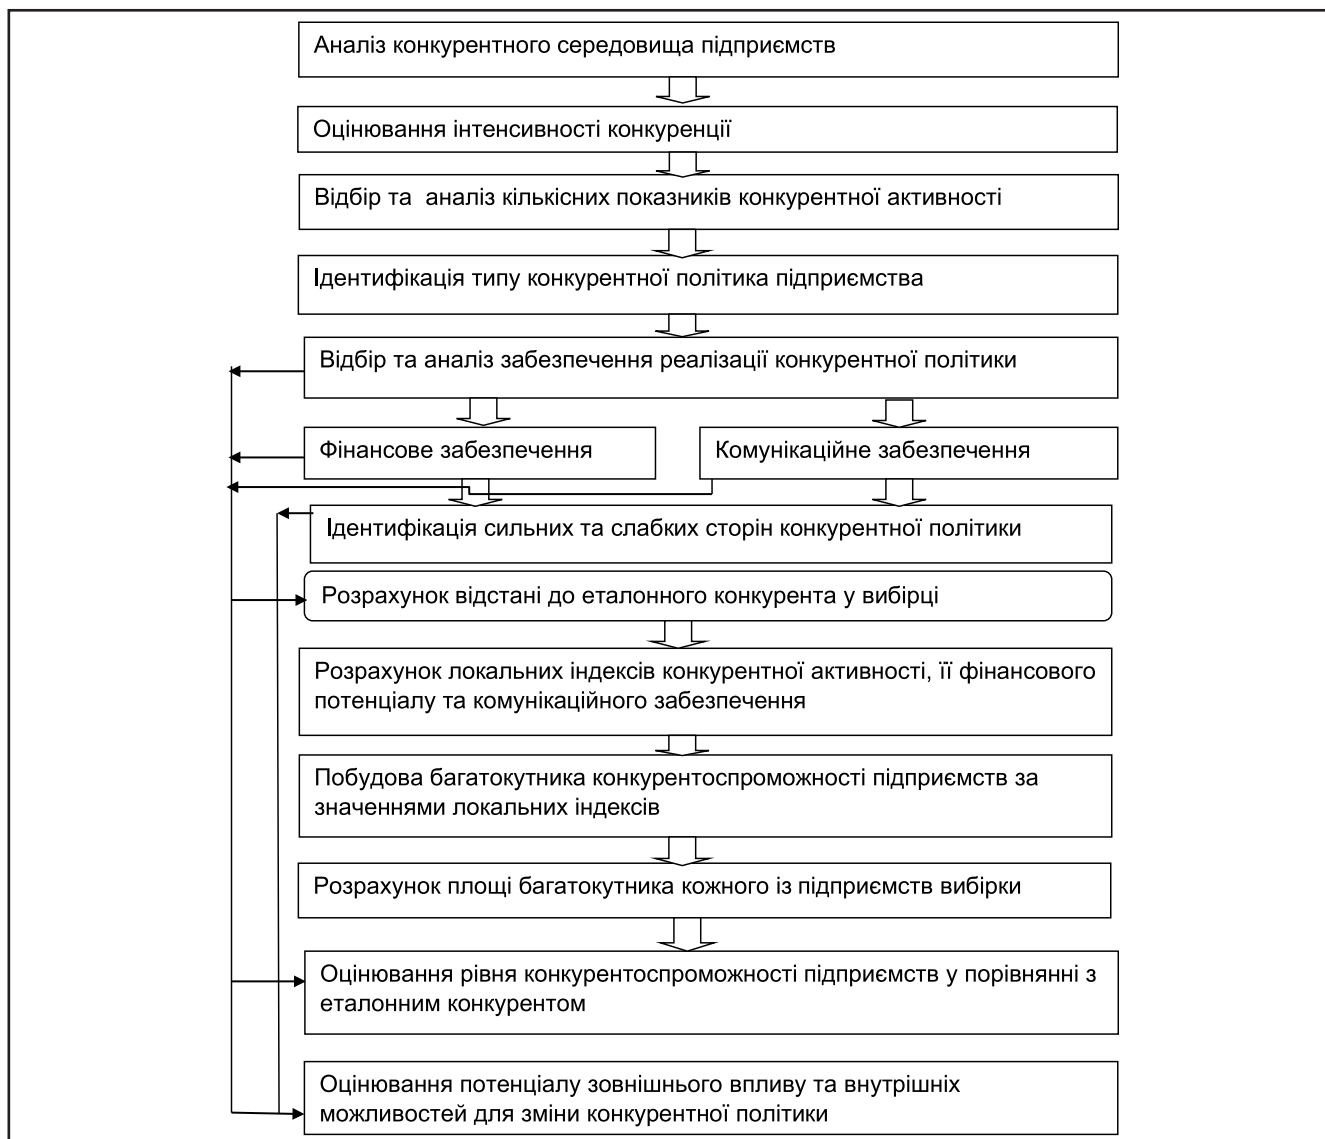 Аналіз конкурентного середовища підприємств
Оцінювання інтенсивності конкуренції
Відбір та аналіз кількісних показників конкурентної активності
Ідентифікація типу конкурентної політика підприємства
Відбір та аналіз забезпечення реалізації конкурентної політики
Фінансове забезпечення
Комунікаційне забезпечення
Ідентифікація сильних та слабких сторін конкурентної політики
Розрахунок відстані до еталонного конкурента у вибірці
Розрахунок локальних індексів конкурентної активності, її фінансового
потенціалу та комунікаційного забезпечення
Побудова багатокутника конкурентоспроможності підприємств за
значеннями локальних індексів
Розрахунок площі багатокутника кожного із підприємств вибірки
Оцінювання рівня конкурентоспроможності підприємств у порівнянні з
еталонним конкурентом
Оцінювання потенціалу зовнішнього впливу та внутрішніх
можливостей для зміни конкурентної політики